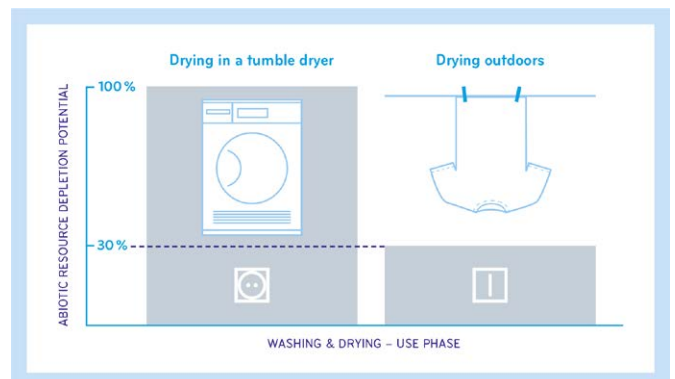 Drying in a tumble dryer
Drying outdoors
100 %
30 %
ABIOTIC RESOURCE DEPLETION POTENTIAL
WASHING & DRYING – USE PHASE